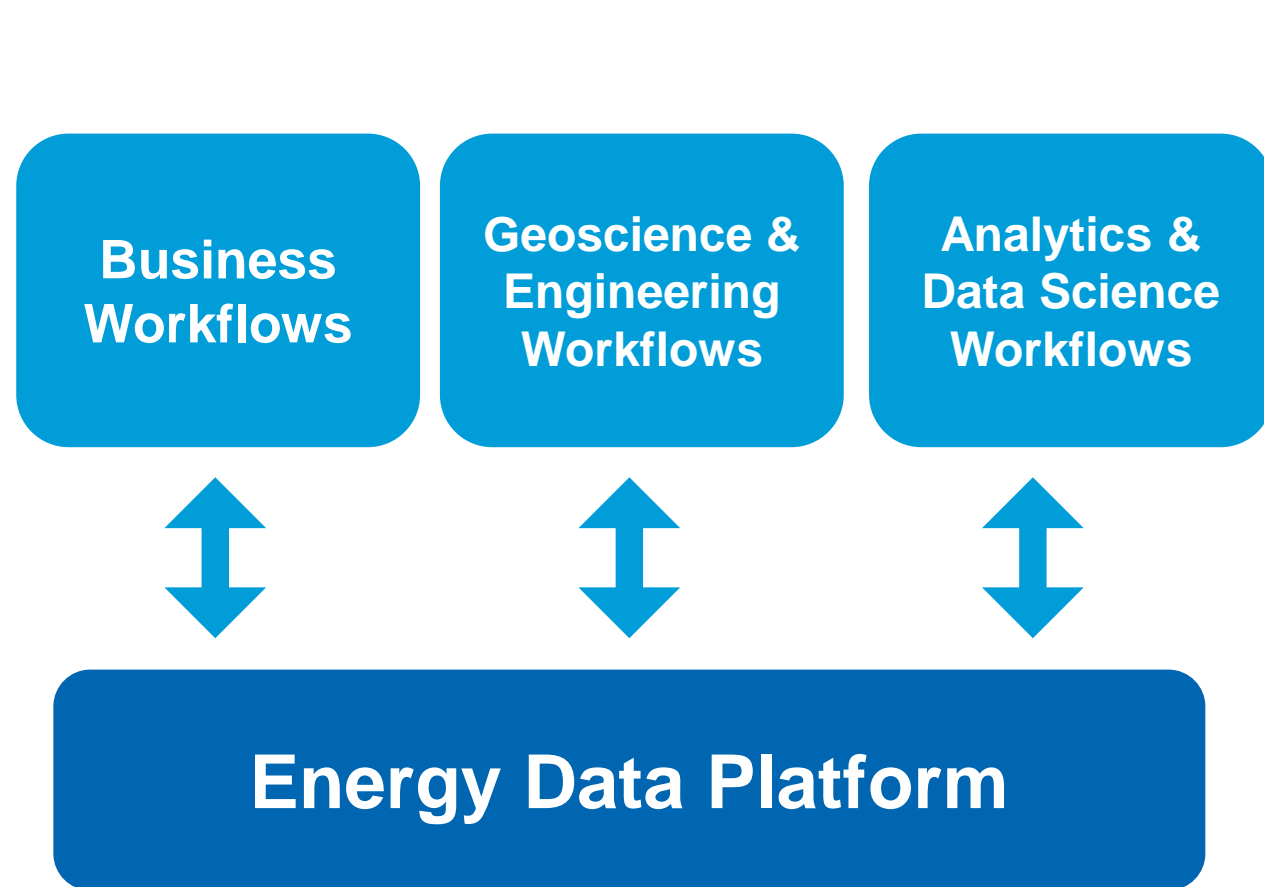 Business
Workflows
Geoscience &
Engineering
Workflows
Analytics &
Data Science
Workflows
Energy Data Platform